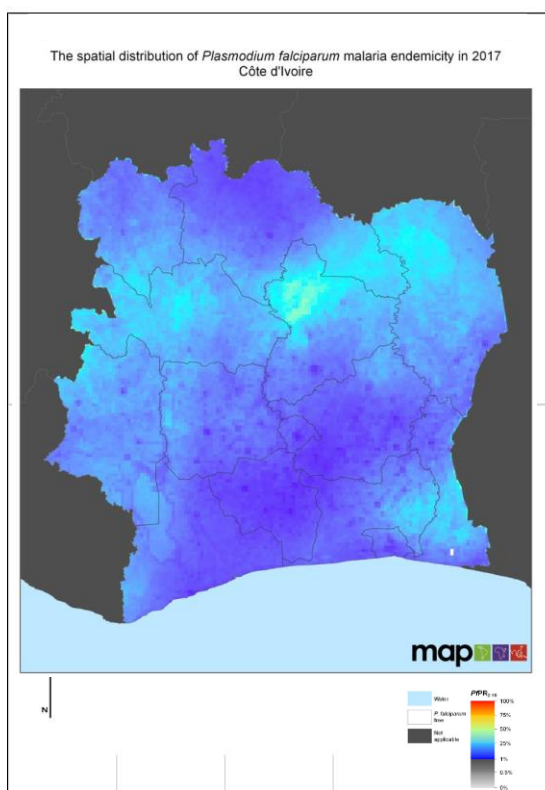 The spatial distribution of Plasmodium falciparum malaria endemicity in 2017
Côte d'Ivoire
map
N
Water
P. falciparum
free
Not
applicable
PfPR2-10
100%
75%
50%
25%
1%
0.5%
0%